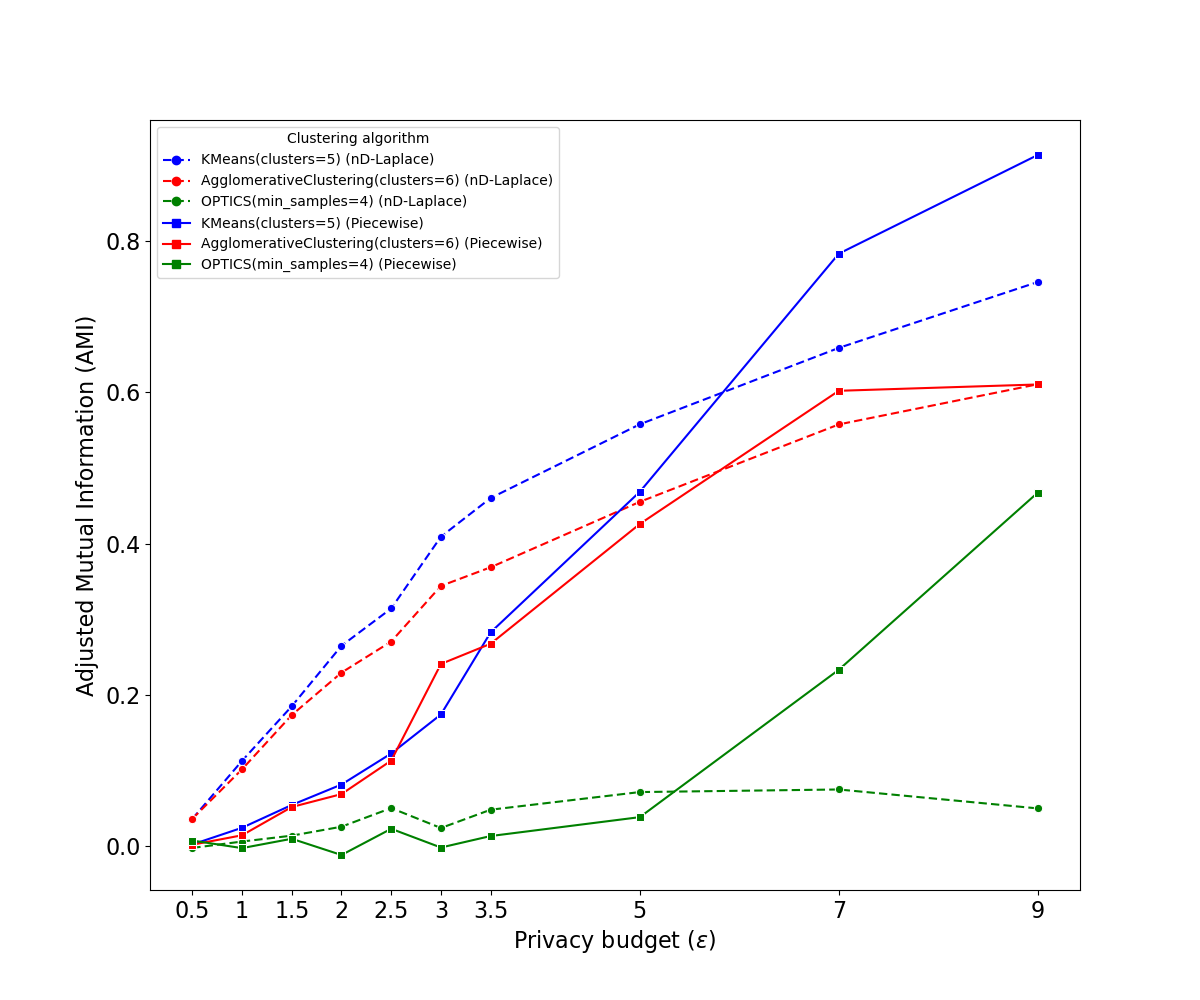 Clustering algorithm
KMeans(clusters=5) (nD-Laplace)
AgglomerativeClustering(clusters=6) (nD-Laplace)
OPTICS(min_samples=4) (nD-Laplace)
KMeans(clusters=5) (Piecewise)
AgglomerativeClustering(clusters=6) (Piecewise)
OPTICS(min_samples=4) (Piecewise)
Adjusted Mutual Information (AMI)
0.8
0.6
0.4
0.2
0.0
0.5 1 1.5 2 2.5 3 3.5 5 7 9
Privacy budget (ε)